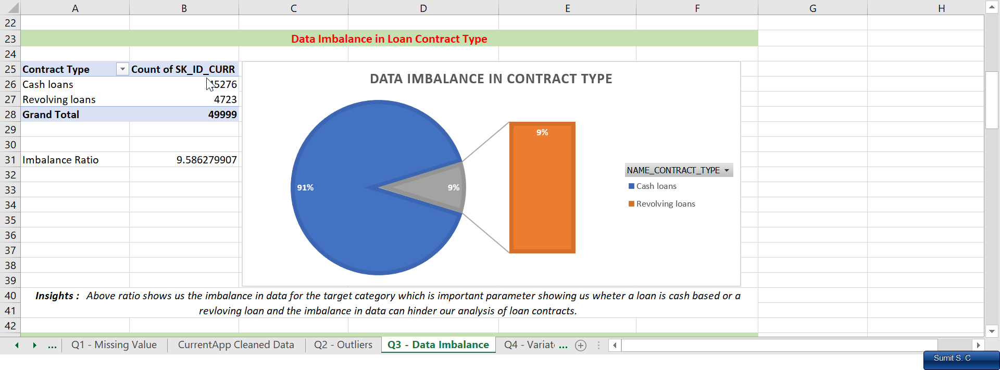 A B C D E F G H
22
23 Data Imbalance in Loan Contract Type
24
25 Contract Type Count of SK_ID_CURR
26 Cash loans 5276
27 Revolving loans 4723
28 Grand Total 49999
29
30
31 Imbalance Ratio 9.586279907
32
33
34
35
36
37
38
39
DATA IMBALANCE IN CONTRACT TYPE
91%
9%
9%
NAME_CONTRACT_TYPE
Cash loans
Revolving loans
40 Insights : Above ratio shows us the imbalance in data for the target category which is important parameter showing us wheter a loan is cash based or a
41 revloving loan and the imbalance in data can hinder our analysis of loan contracts.
42
... Q1 - Missing Value CurrentApp Cleaned Data Q2 - Outliers Q3 - Data Imbalance Q4 - Variat ...
Sumit S. C